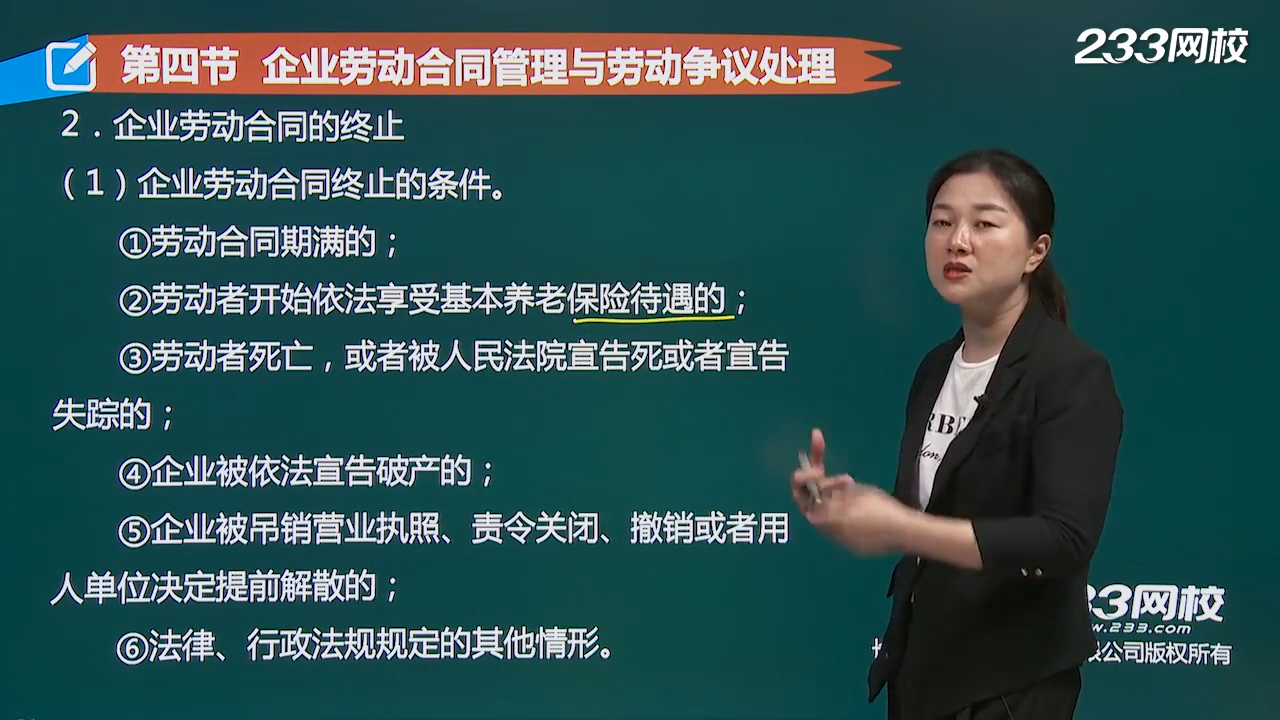 第四节 企业劳动合同管理与劳动争议处理
233网校
2．企业劳动合同的终止
（1）企业劳动合同终止的条件。
①劳动合同期满的；
②劳动者开始依法享受基本养老保险待遇的；
③劳动者死亡，或者被人民法院宣告死或者宣告
失踪的；
④企业被依法宣告破产的；
⑤企业被吊销营业执照、责令关闭、撤销或者用
人单位决定提前解散的；
⑥法律、行政法规规定的其他情形。
33网校
.233.com
公司版权所有